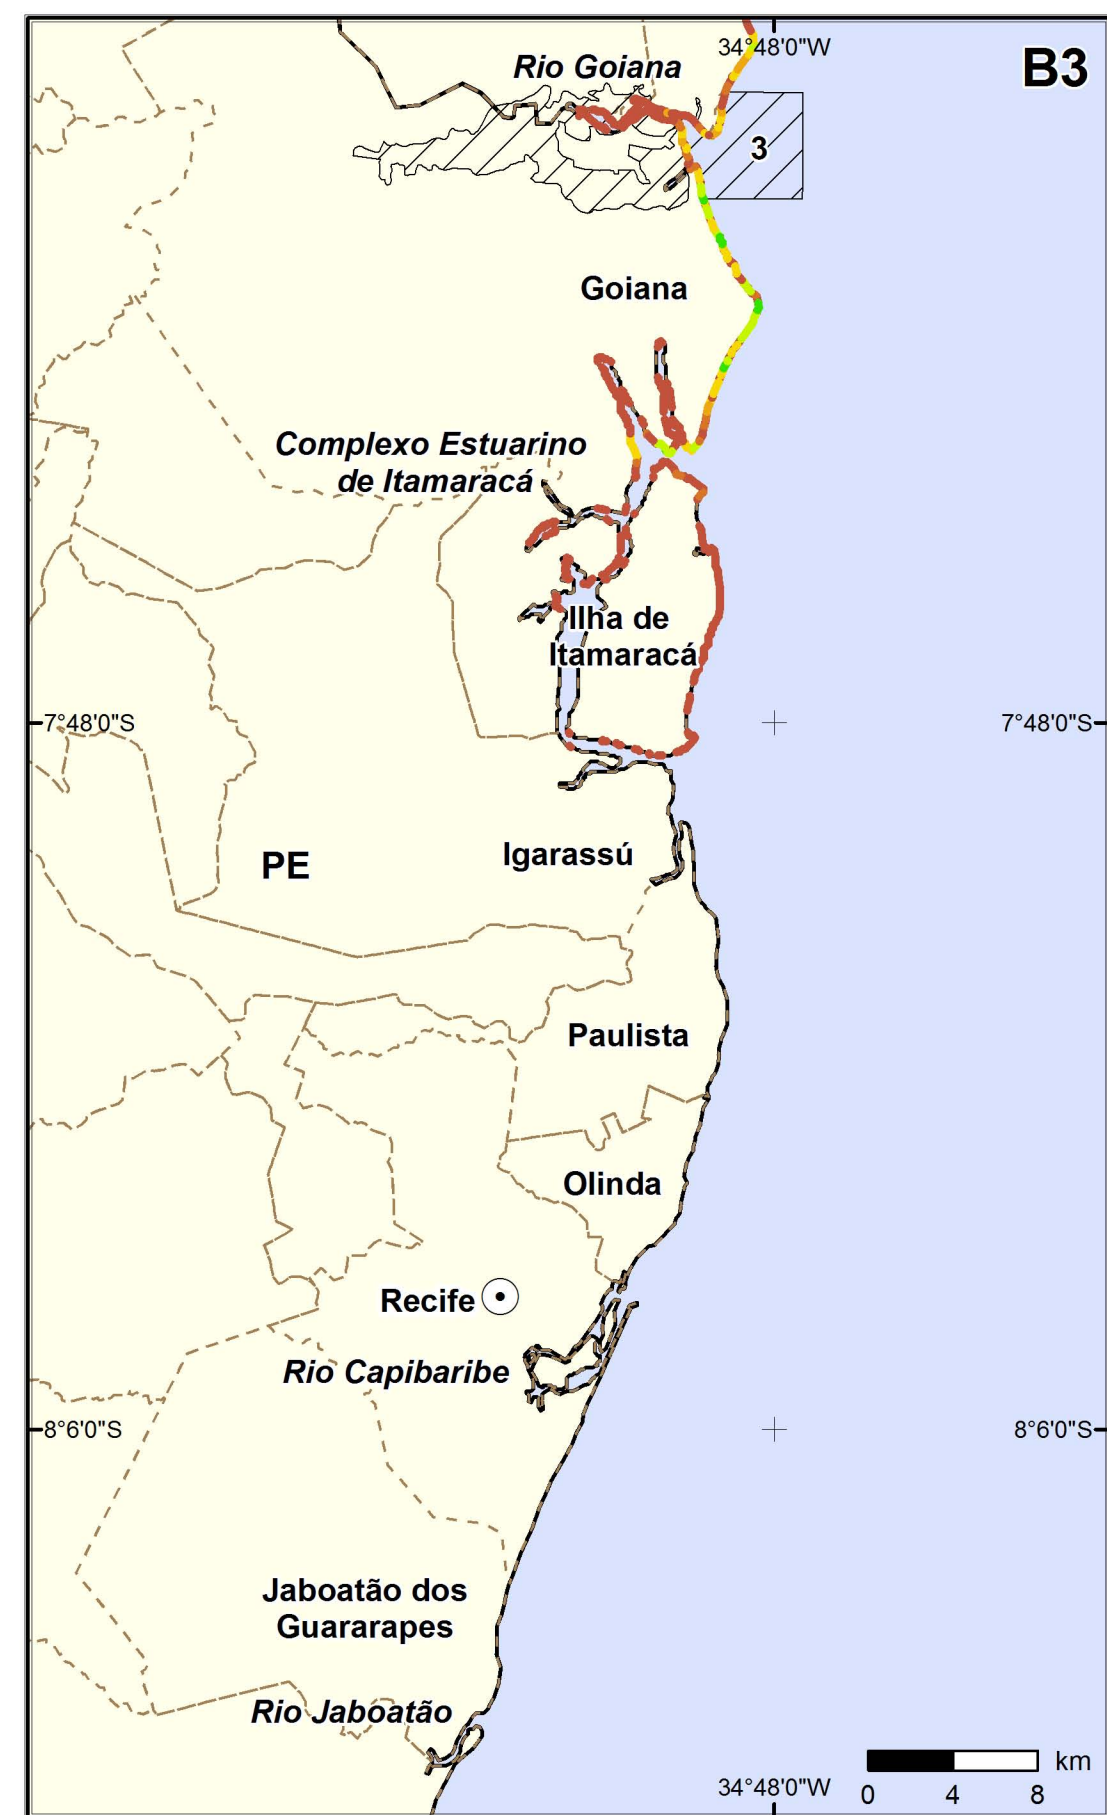 34°48'0"W
B3
Rio Goiana
3
Goiana
Complexo Estuarino
de Itamaracá
Ilha de
Itamaracá
7°48'0"S
7°48'0"S
Igarassú
PE
Paulista
Olinda
Recife
Rio Capibaribe
8°6'0"S
8°6'0"S
Jaboatão dos
Guararapes
Rio Jaboatão
km
34°48'0"W
0 4 8